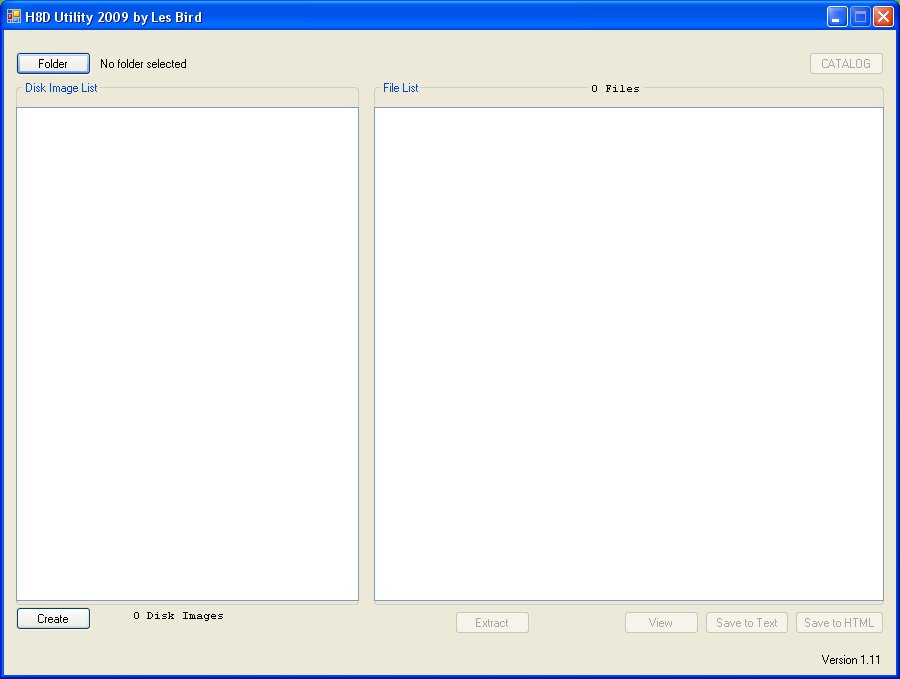 H8D Utility 2009 by Les Bird
Folder No folder selected CATALOG
Disk Image List File List 0 Files
Create 0 Disk Images Extract View Save to Text Save to HTML
Version 1.11